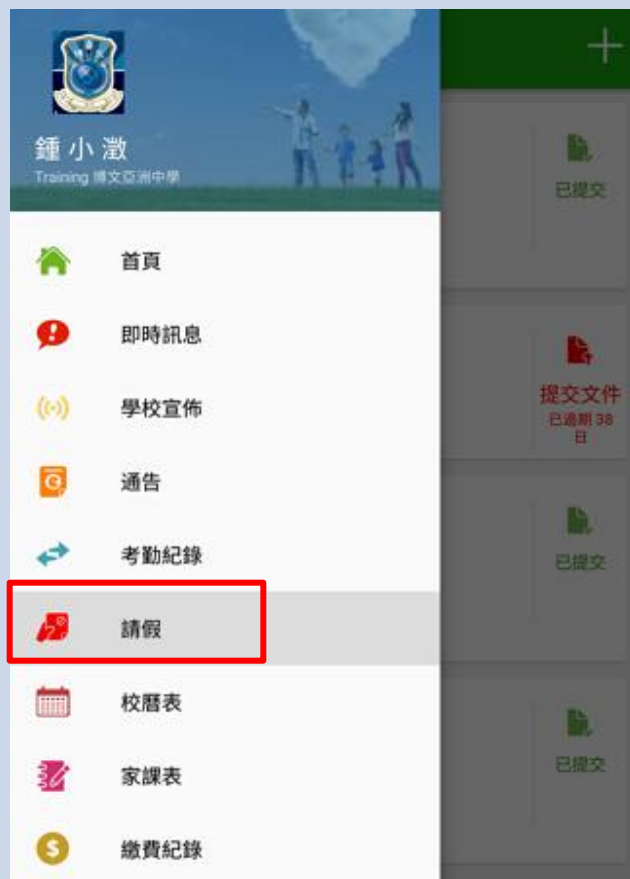 鍾小澂
Training 博文亞洲中學
首頁
即時訊息
學校宣佈
通告
考勤紀錄
請假
校曆表
家課表
繳費紀錄
已提交
提交文件
已過期 38
日
已提交
已提交